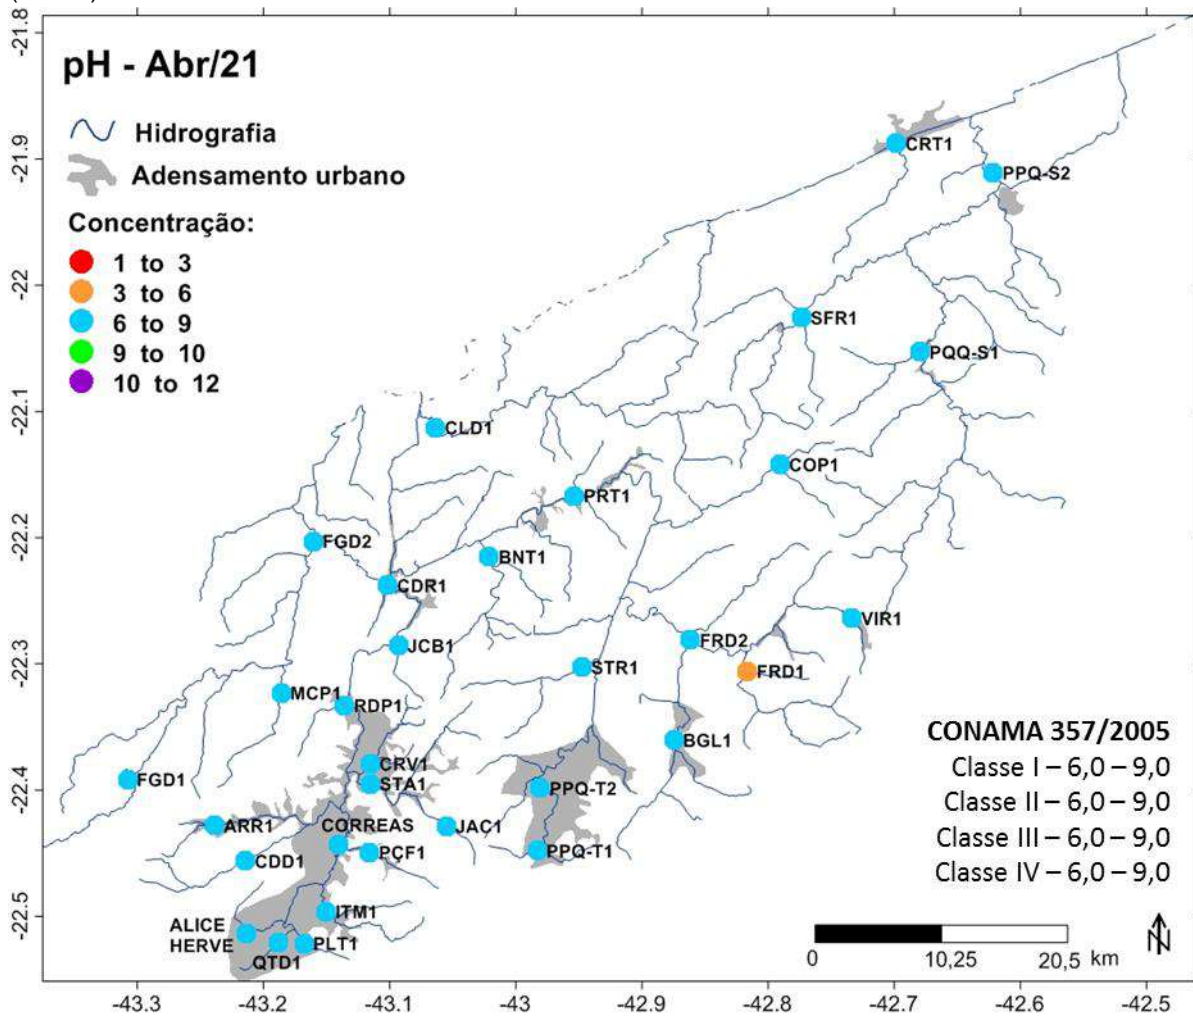 -21.8
pH - Abr/21
Hidrografia
Adensamento urbano
Concentração:
1 to 3
3 to 6
6 to 9
9 to 10
10 to 12
-21.9
-22
-22.1
-22.2
-22.3
-22.4
-22.5
CRT1
PPQ-S2
SFR1
PQQ-S1
CLD1
COP1
PRT1
FGD2
BNT1
CDR1
VIR1
JCB1
FRD2
STR1
FRD1
MCP1
RDP1
BGL1
CRV1
FGD1
STA1
PPQ-T2
ARR1
CORREAS
JAC1
PÇF1
PPQ-T1
CDD1
ITM1
ALICE
HERVE
PLT1
QTD1
CONAMA 357/2005
Classe I – 6,0 – 9,0
Classe II – 6,0 – 9,0
Classe III – 6,0 – 9,0
Classe IV – 6,0 – 9,0
0 10,25 20,5 km
N
-43.3 -43.2 -43.1 -43 -42.9 -42.8 -42.7 -42.6 -42.5